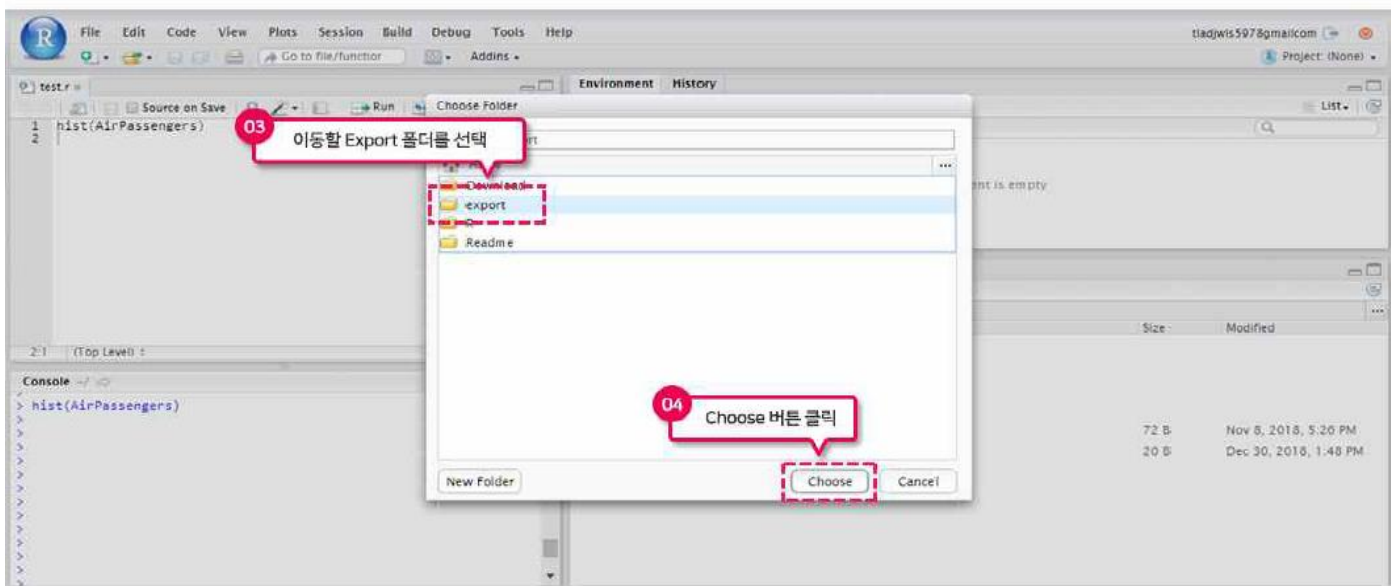 R File Edit Code View Plots Session Build Debug Tools Help tladjwis5978gmailcom
Go to file/function Addins Project: (None)
test.r Environment History
Source on Save Run Choose Folder List
1 hist(AirPassengers)
2
03
이동할 Export 폴더를 선택
Download
export
R
Readme
2:1 (Top Level)
Size Modified
Console ~/
> hist(AirPassengers)
>
>
>
>
>
>
>
>
>
>
>
04
Choose 버튼 클릭
72 B Nov 8, 2018, 5:20 PM
20 B Dec 30, 2018, 1:48 PM
New Folder Choose Cancel